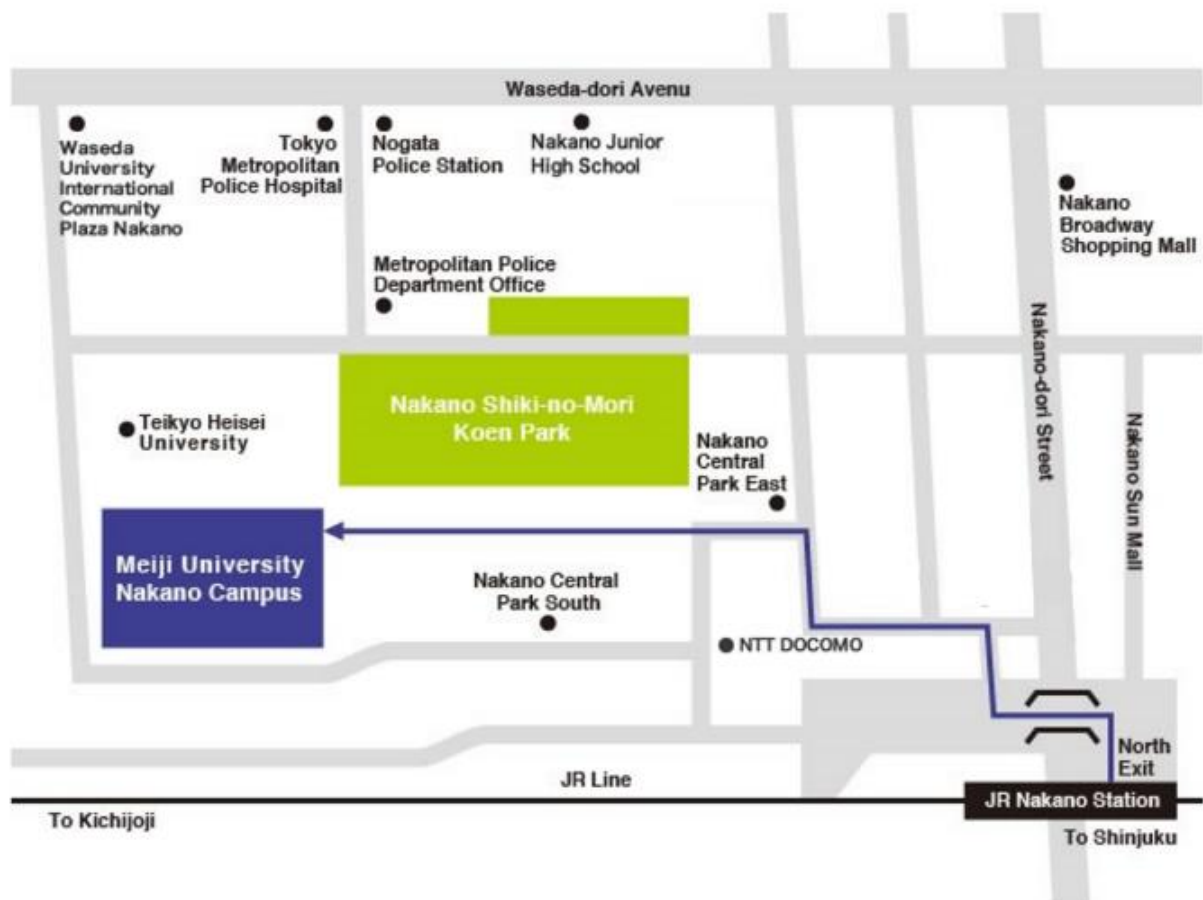 Waseda-dori Avenu
Waseda
University
International
Community
Plaza Nakano
Tokyo
Metropolitan
Police Hospital
Nogata
Police Station
Nakano Junior
High School
Nakano
Broadway
Shopping Mall
Metropolitan Police
Department Office
Nakano-dori Street
Nakano Shiki-no-Mori
Koen Park
Teikyo Heisei
University
Nakano
Central
Park East
Nakano Sun Mall
Meiji University
Nakano Campus
Nakano Central
Park South
NTT DOCOMO
North
Exit
JR Line
JR Nakano Station
To Kichijoji
To Shinjuku